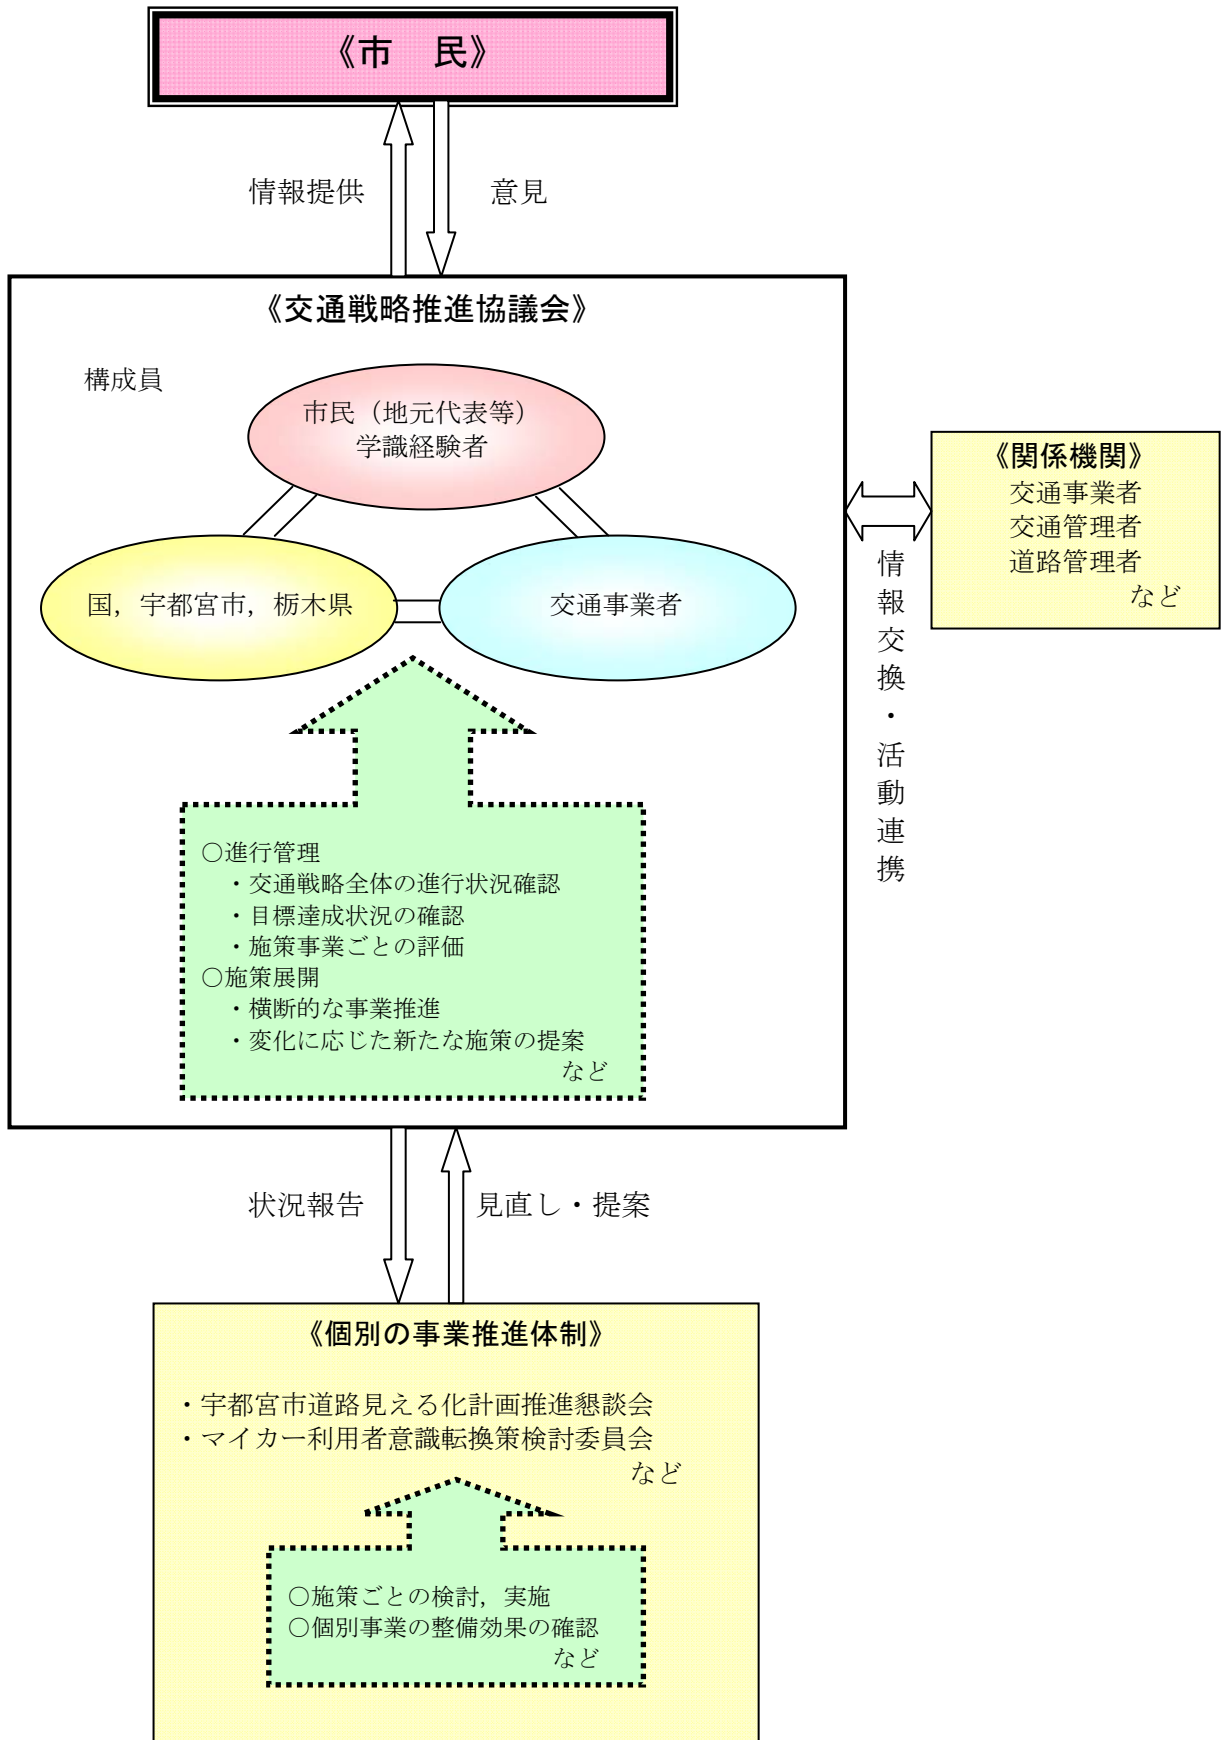 《市　民》
情報提供
意見
《交通戦略推進協議会》
構成員
市民（地元代表等）
学識経験者
国，宇都宮市，栃木県
交通事業者
○進行管理
・交通戦略全体の進行状況確認
・目標達成状況の確認
・施策事業ごとの評価
○施策展開
・横断的な事業推進
・変化に応じた新たな施策の提案
など
情報交換・活動連携
《関係機関》
交通事業者
交通管理者
道路管理者
など
状況報告
見直し・提案
《個別の事業推進体制》
・宇都宮市道路見える化計画推進懇談会
・マイカー利用者意識転換策検討委員会
など
○施策ごとの検討，実施
○個別事業の整備効果の確認
など